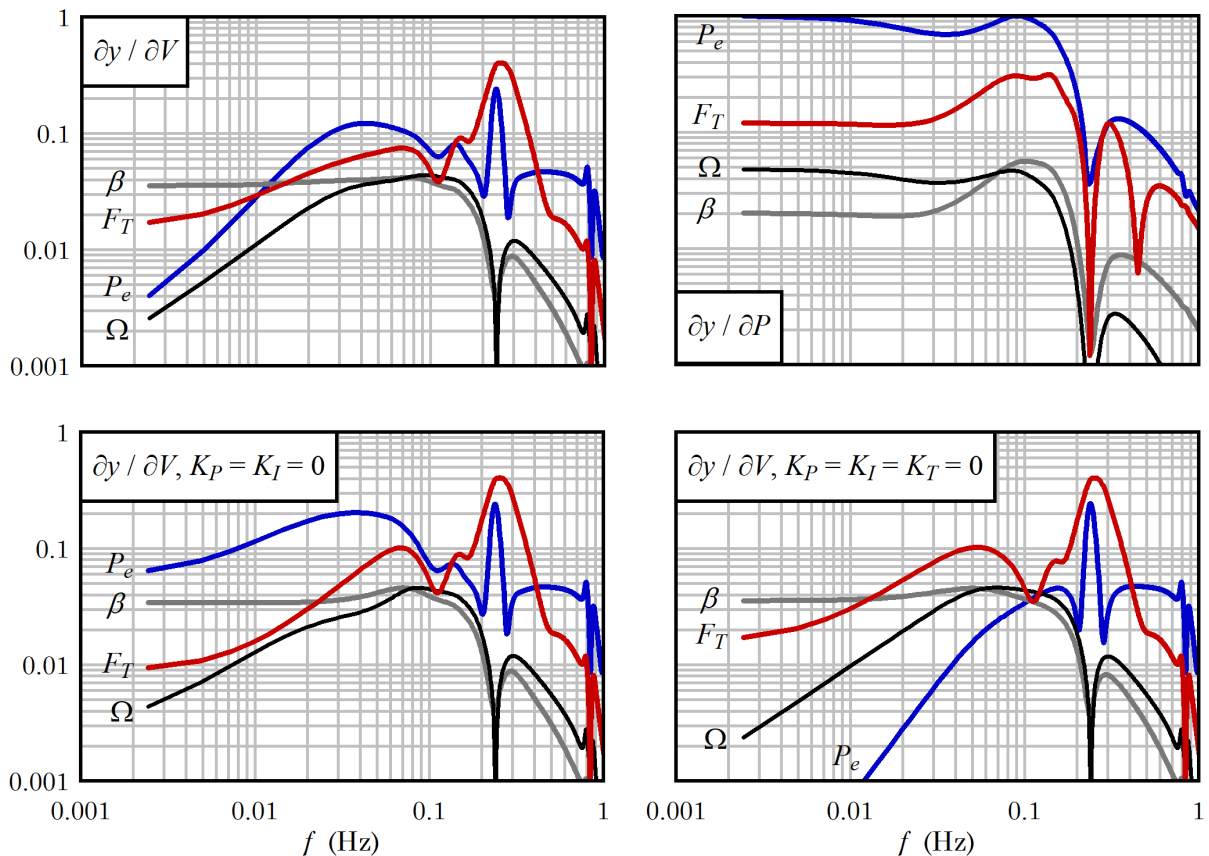 ∂y / ∂V
1
0.1
0.01
0.001
β
F_T
P_e
Ω
P_e
F_T
Ω
β
∂y / ∂P
∂y / ∂V, K_P = K_I = 0
1
0.1
0.01
0.001
P_e
β
F_T
Ω
0.001
0.01
0.1
1
f (Hz)
∂y / ∂V, K_P = K_I = K_T = 0
β
F_T
Ω
P_e
0.001
0.01
0.1
1
f (Hz)